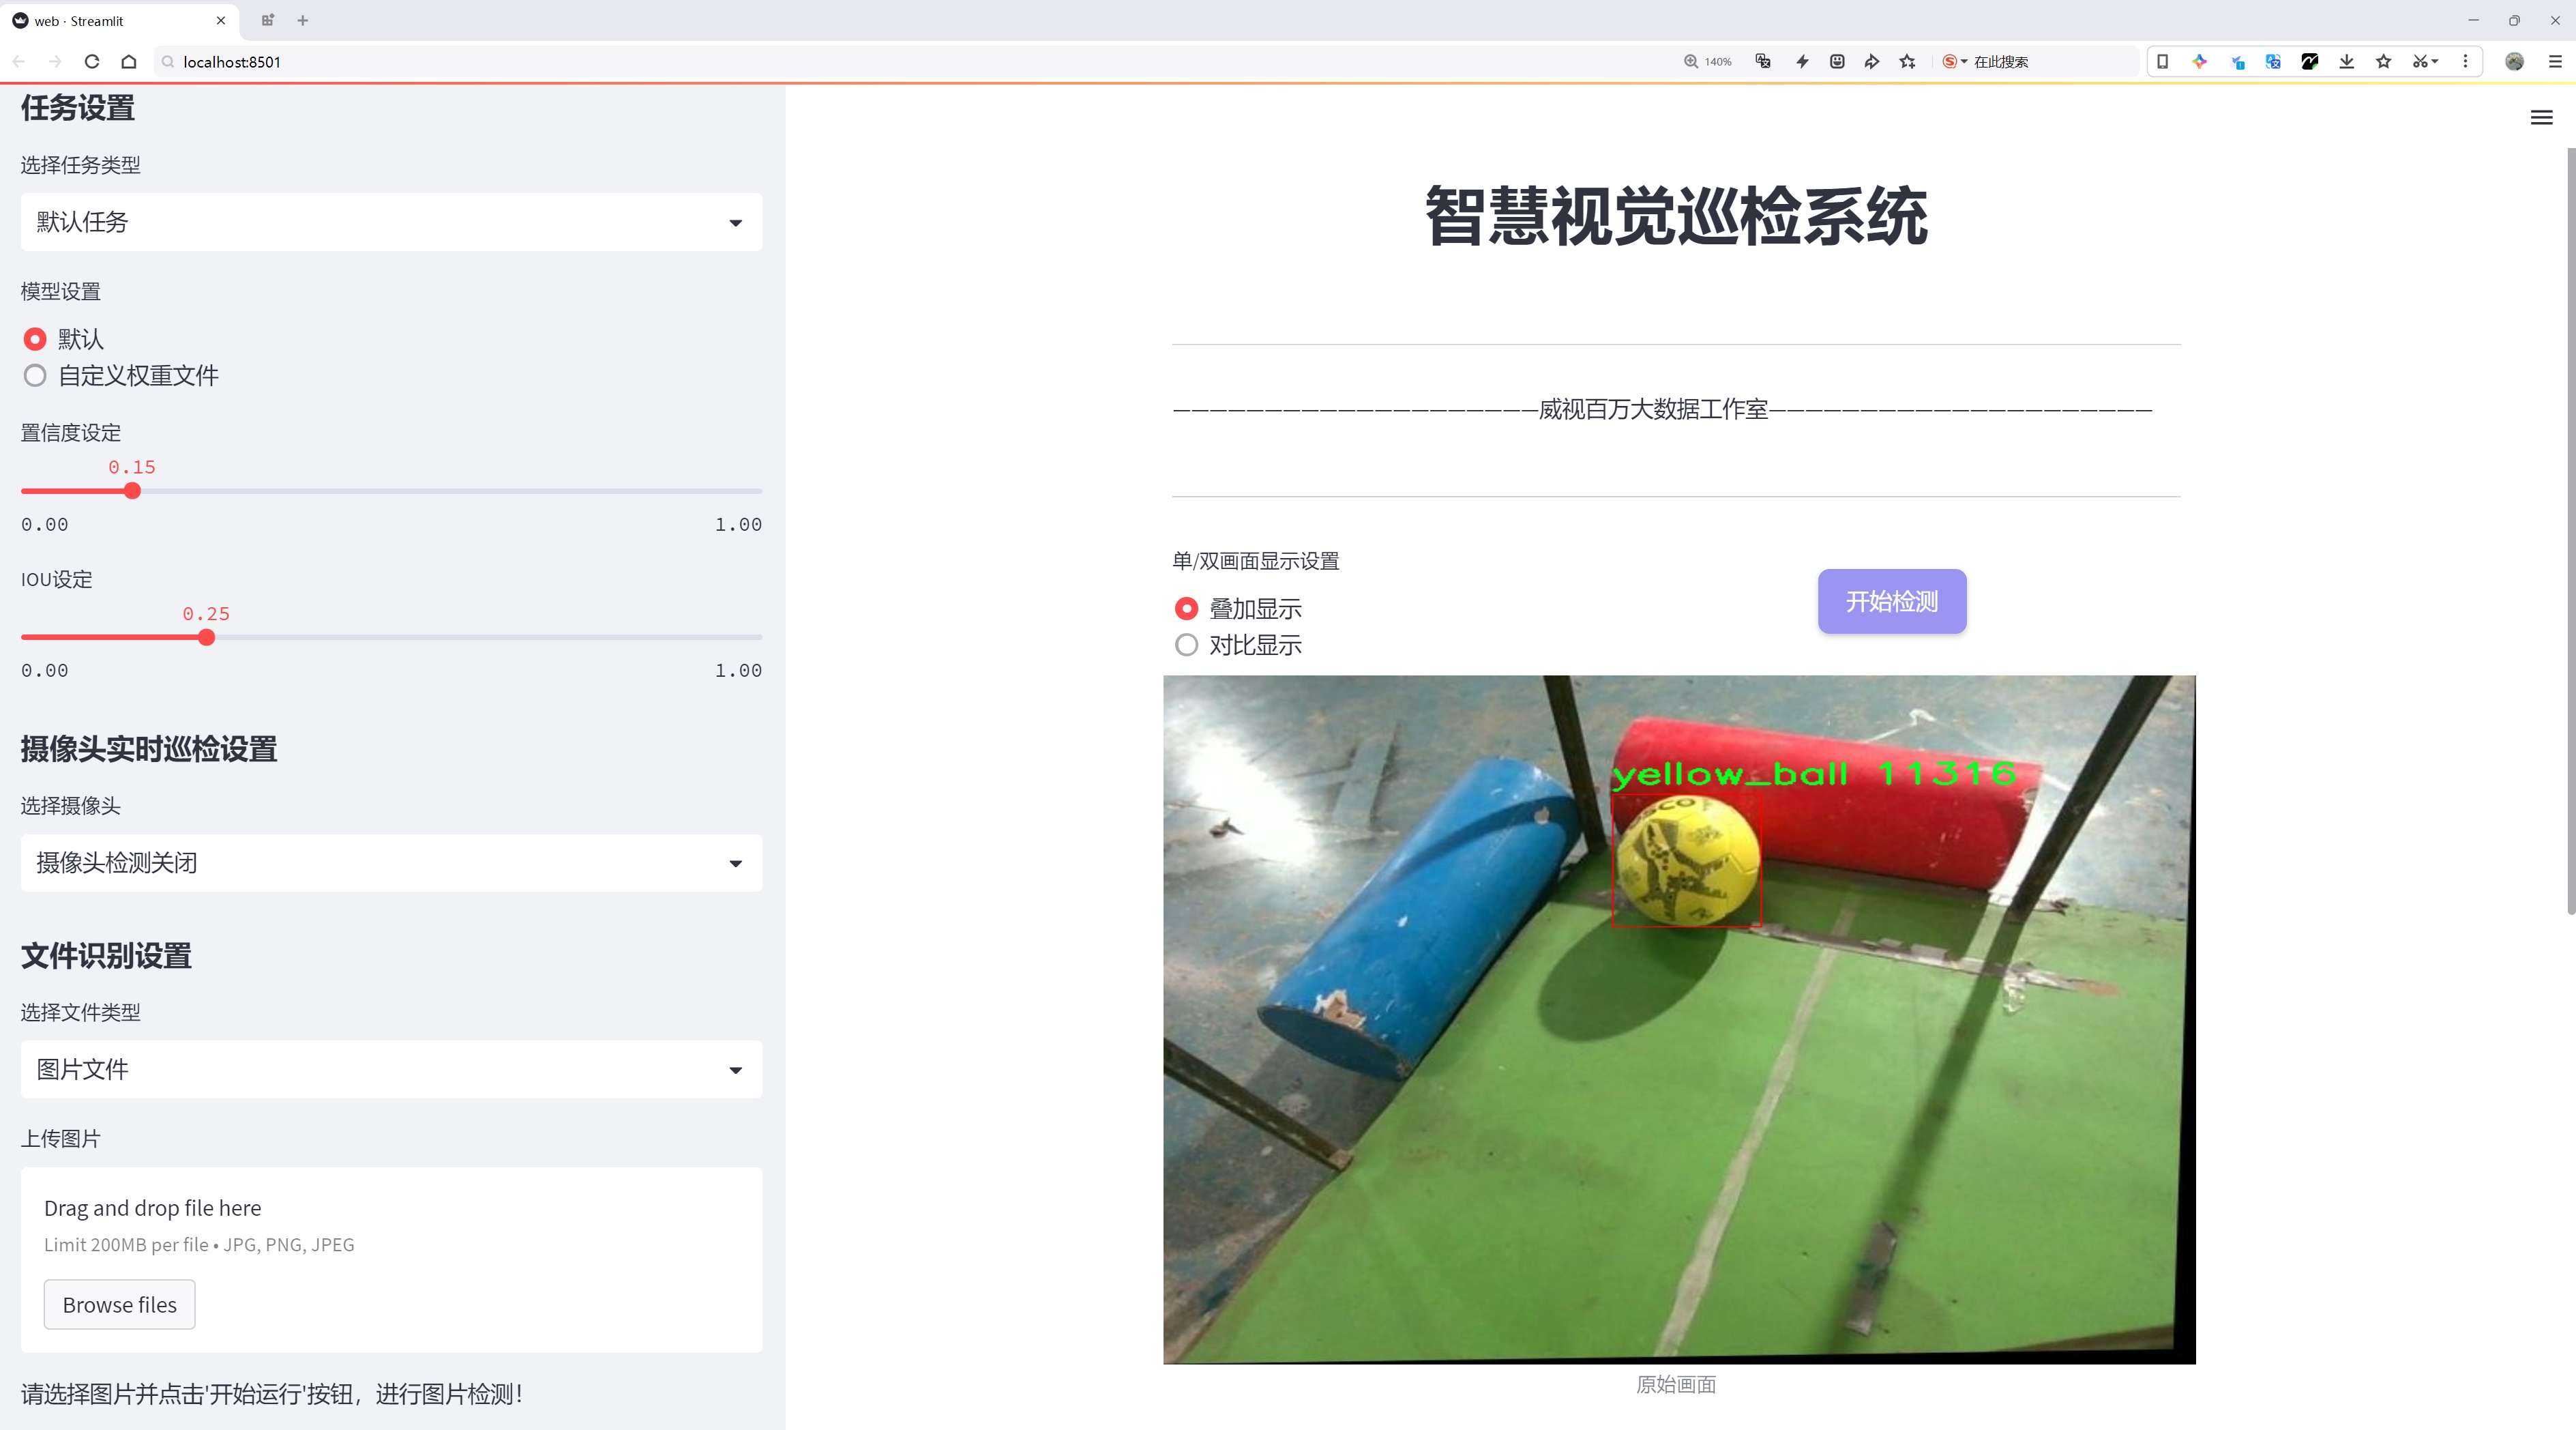 web · Streamlit
localhost:8501
140%
在此搜索
任务设置
选择任务类型
默认任务
模型设置
默认
自定义权重文件
置信度设定
0.15
0.00 1.00
IOU设定
0.25
0.00 1.00
摄像头实时巡检设置
选择摄像头
摄像头检测关闭
文件识别设置
选择文件类型
图片文件
上传图片
Drag and drop file here
Limit 200MB per file • JPG, PNG, JPEG
Browse files
请选择图片并点击'开始运行'按钮，进行图片检测！
智慧视觉巡检系统
————————————————————威视百万大数据工作室—————————————————————
单/双画面显示设置
叠加显示
对比显示
开始检测
yellow_ball 11316
原始画面